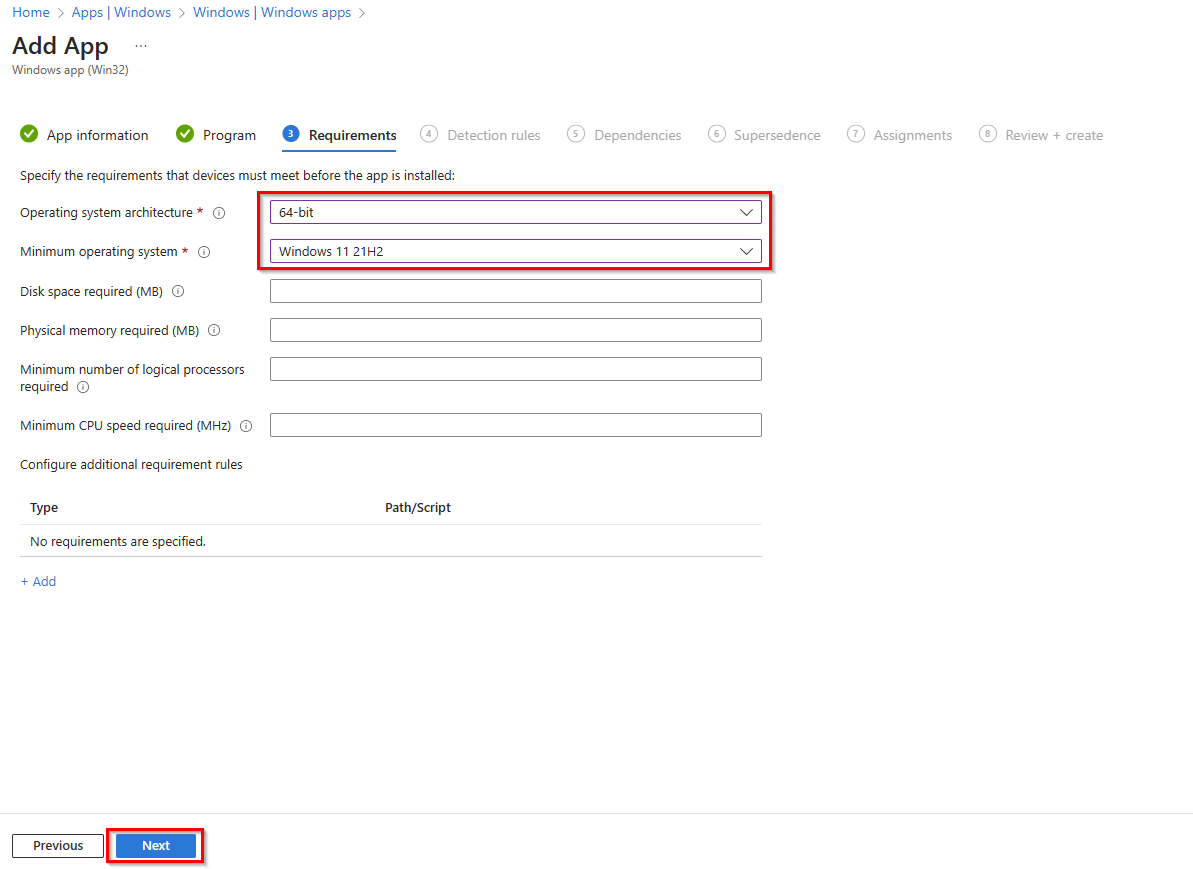 Home > Apps | Windows > Windows | Windows apps >
Add App ...
Windows app (Win32)
App information Program 3 Requirements 4 Detection rules 5 Dependencies 6 Supersedence 7 Assignments 8 Review + create
Specify the requirements that devices must meet before the app is installed:
Operating system architecture * 64-bit
Minimum operating system * Windows 11 21H2
Disk space required (MB)
Physical memory required (MB)
Minimum number of logical processors
required
Minimum CPU speed required (MHz)
Configure additional requirement rules
Type Path/Script
No requirements are specified.
+ Add
Previous Next